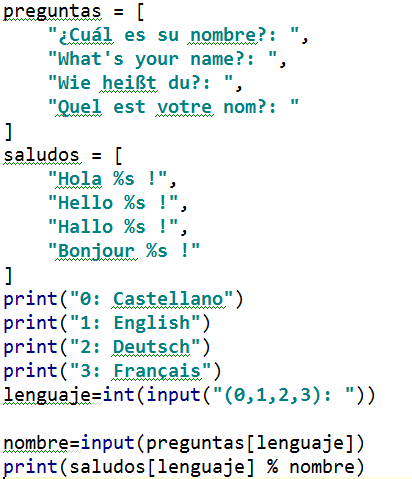 preguntas = [
    "¿Cuál es su nombre?: ",
    "What's your name?: ",
    "Wie heißt du?: ",
    "Quel est votre nom?: "
]
saludos = [
    "Hola %s !",
    "Hello %s !",
    "Hallo %s !",
    "Bonjour %s !"
]
print("0: Castellano")
print("1: English")
print("2: Deutsch")
print("3: Français")
lenguaje=int(input("(0,1,2,3): "))

nombre=input(preguntas[lenguaje])
print(saludos[lenguaje] % nombre)